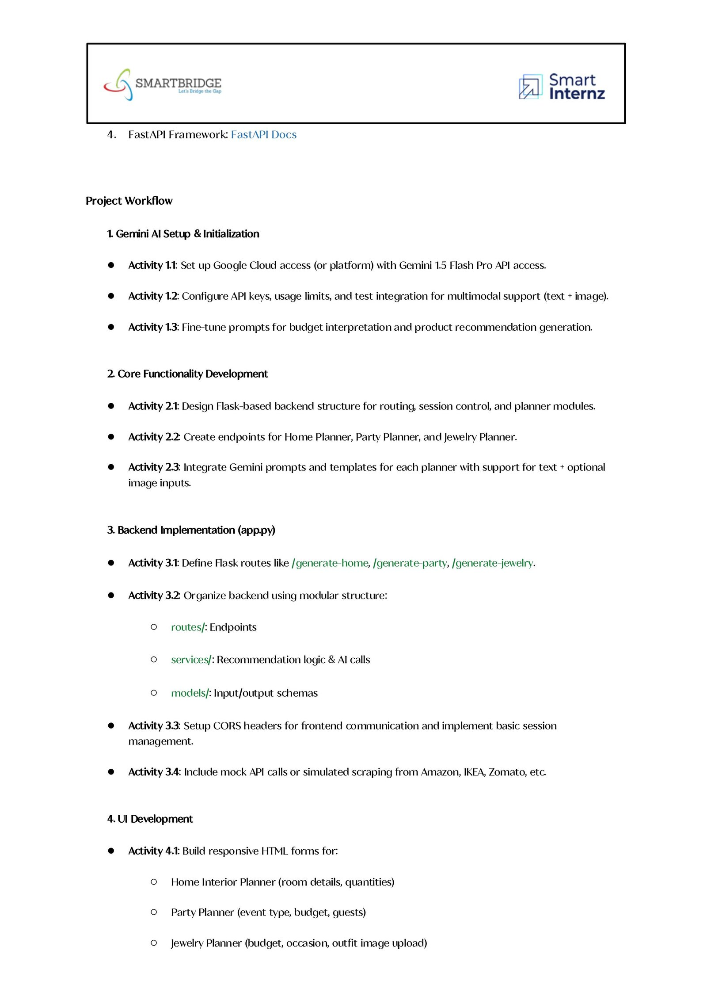 SMARTBRIDGE
Let's Bridge the Gap
Smart
Internz
4. FastAPI Framework: FastAPI Docs
Project Workflow
1. Gemini AI Setup & Initialization
● Activity 1.1: Set up Google Cloud access (or platform) with Gemini 1.5 Flash Pro API access.
● Activity 1.2: Configure API keys, usage limits, and test integration for multimodal support (text + image).
● Activity 1.3: Fine-tune prompts for budget interpretation and product recommendation generation.
2. Core Functionality Development
● Activity 2.1: Design Flask-based backend structure for routing, session control, and planner modules.
● Activity 2.2: Create endpoints for Home Planner, Party Planner, and Jewelry Planner.
● Activity 2.3: Integrate Gemini prompts and templates for each planner with support for text + optional
image inputs.
3. Backend Implementation (app.py)
● Activity 3.1: Define Flask routes like /generate-home, /generate-party, /generate-jewelry.
● Activity 3.2: Organize backend using modular structure:
○ routes/: Endpoints
○ services/: Recommendation logic & AI calls
○ models/: Input/output schemas
● Activity 3.3: Setup CORS headers for frontend communication and implement basic session
management.
● Activity 3.4: Include mock API calls or simulated scraping from Amazon, IKEA, Zomato, etc.
4. UI Development
● Activity 4.1: Build responsive HTML forms for:
○ Home Interior Planner (room details, quantities)
○ Party Planner (event type, budget, guests)
○ Jewelry Planner (budget, occasion, outfit image upload)